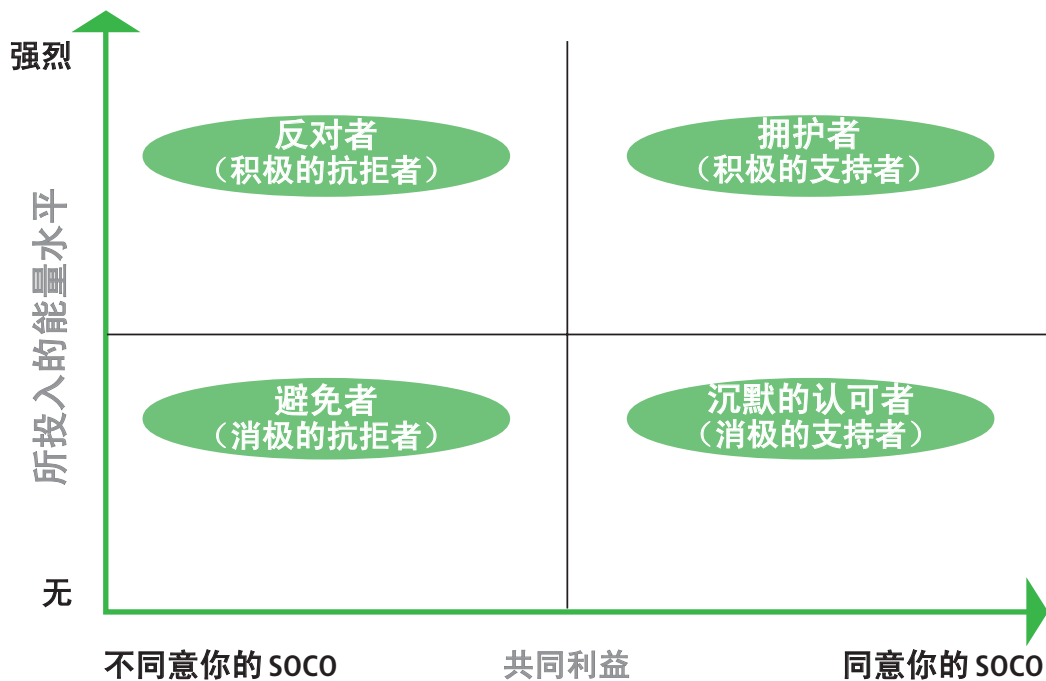 强烈
反对者
（积极的抗拒者）
拥护者
（积极的支持者）
所投入的能量水平
避免者
（消极的抗拒者）
沉默的认可者
（消极的支持者）
无
不同意你的 SOCO
共同利益
同意你的 SOCO